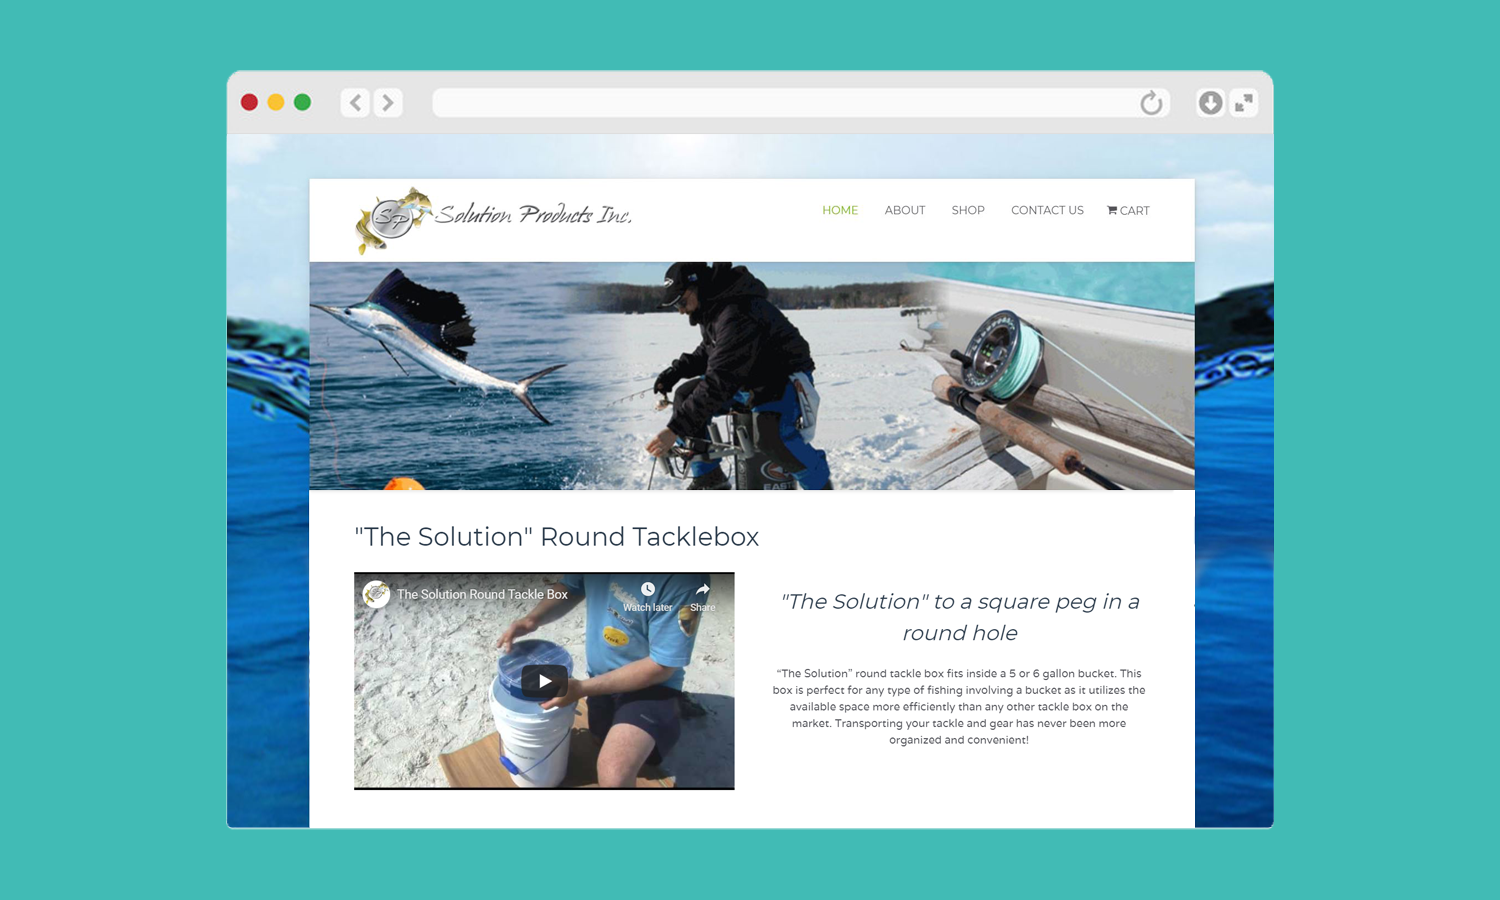 SP Solution Products Inc.
HOME ABOUT SHOP CONTACT US CART
EAST
"The Solution" Round Tacklebox
The Solution Round Tackle Box
Watch later Share
"The Solution" to a square peg in a
round hole
“The Solution” round tackle box fits inside a 5 or 6 gallon bucket. This
box is perfect for any type of fishing involving a bucket as it utilizes the
available space more efficiently than any other tackle box on the
market. Transporting your tackle and gear has never been more
organized and convenient!